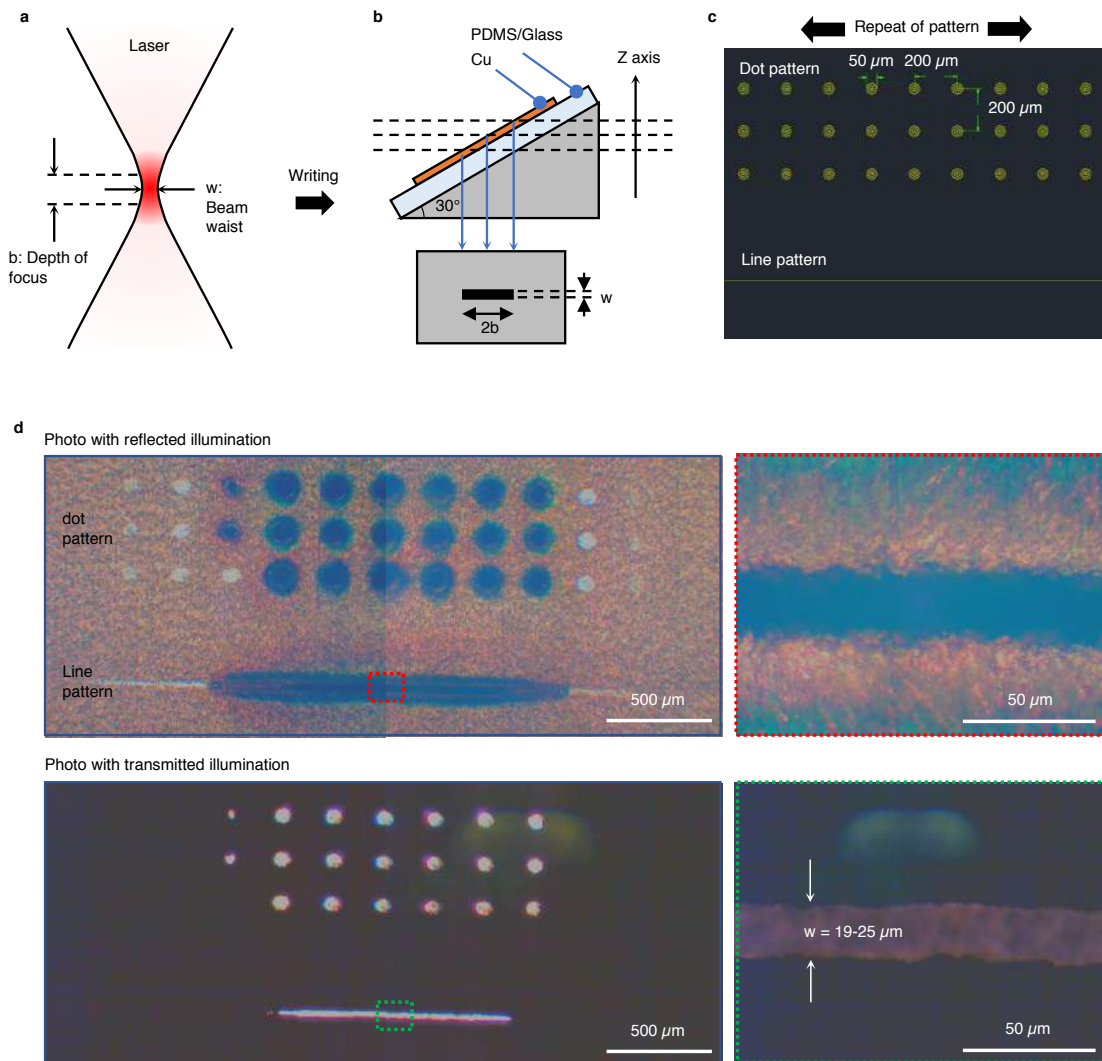 a
Laser
w:
Beam
waist
b: Depth of
focus
Writing
b
PDMS/Glass
Cu
Z axis
30°
w
2b
c
Repeat of pattern
Dot pattern
50 µm
200 µm
200 µm
Line pattern
d
Photo with reflected illumination
dot
pattern
Line
pattern
500 µm
50 µm
Photo with transmitted illumination
500 µm
w = 19-25 µm
50 µm